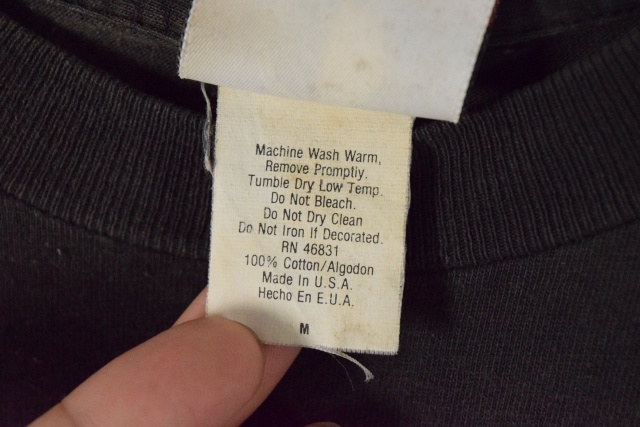 Machine Wash Warm,
Remove Promptly.
Tumble Dry Low Temp.
Do Not Bleach.
Do Not Dry Clean
Do Not Iron If Decorated.
RN 46831
100% Cotton/Algodon
Made In U.S.A.
Hecho En E.U.A.
M